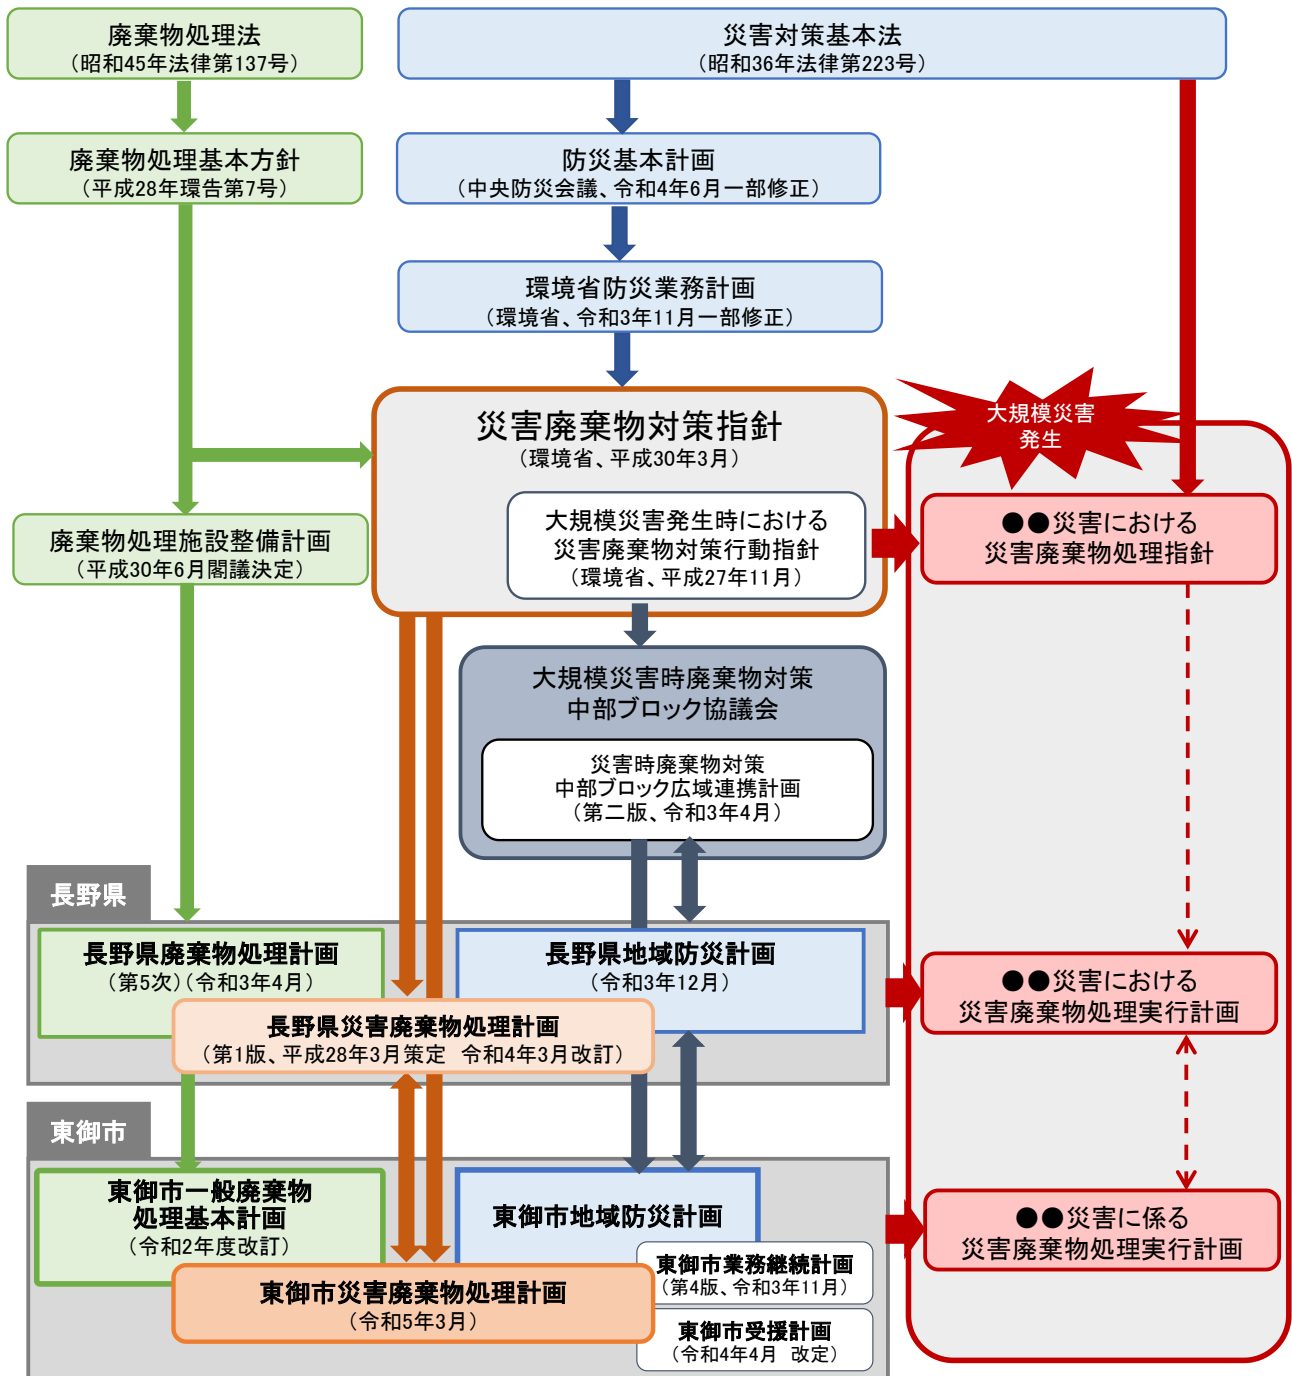 廃棄物処理法
（昭和45年法律第137号）
災害対策基本法
（昭和36年法律第223号）
廃棄物処理基本方針
（平成28年環告第7号）
防災基本計画
（中央防災会議、令和4年6月一部修正）
環境省防災業務計画
（環境省、令和3年11月一部修正）
災害廃棄物対策指針
（環境省、平成30年3月）
大規模災害
発生
大規模災害発生時における
災害廃棄物対策行動指針
（環境省、平成27年11月）
●●災害における
災害廃棄物処理指針
廃棄物処理施設整備計画
（平成30年6月閣議決定）
大規模災害時廃棄物対策
中部ブロック協議会
災害時廃棄物対策
中部ブロック広域連携計画
（第二版、令和3年4月）
長野県
長野県廃棄物処理計画
（第5次）（令和3年4月）
長野県地域防災計画
（令和3年12月）
長野県災害廃棄物処理計画
（第1版、平成28年3月策定　令和4年3月改訂）
●●災害における
災害廃棄物処理実行計画
東御市
東御市一般廃棄物
処理基本計画
（令和2年度改訂）
東御市地域防災計画
東御市業務継続計画
（第4版、令和3年11月）
東御市災害廃棄物処理計画
（令和5年3月）
東御市受援計画
（令和4年4月　改定）
●●災害に係る
災害廃棄物処理実行計画